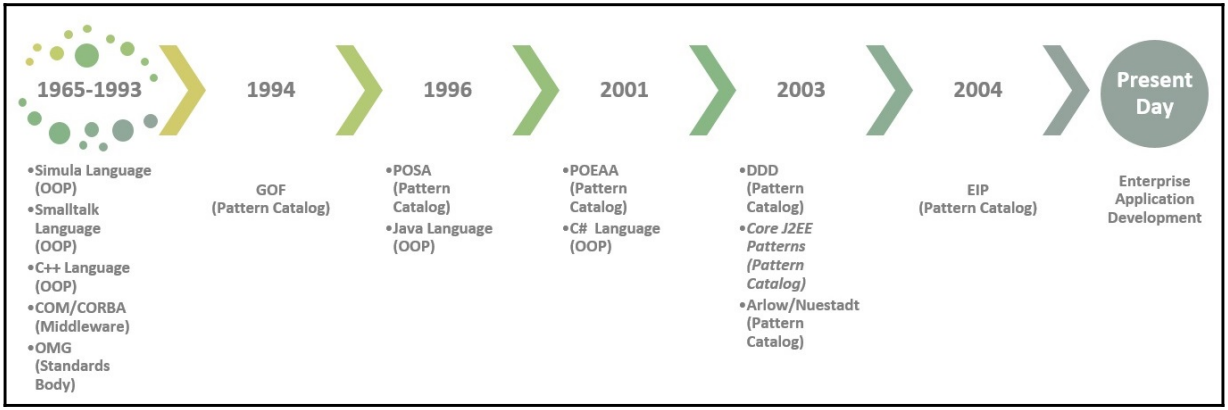 1965-1993
•Simula Language
(OOP)
•Smalltalk
Language
(OOP)
•C++ Language
(OOP)
•COM/CORBA
(Middleware)
•OMG
(Standards
Body)
1994
GOF
(Pattern Catalog)
1996
•POSA
(Pattern
Catalog)
•Java Language
(OOP)
2001
•POEAA
(Pattern
Catalog)
•C# Language
(OOP)
2003
•DDD
(Pattern
Catalog)
•Core J2EE
Patterns
(Pattern
Catalog)
•Arlow/Nuestadt
(Pattern
Catalog)
2004
EIP
(Pattern Catalog)
Present
Day
Enterprise
Application
Development